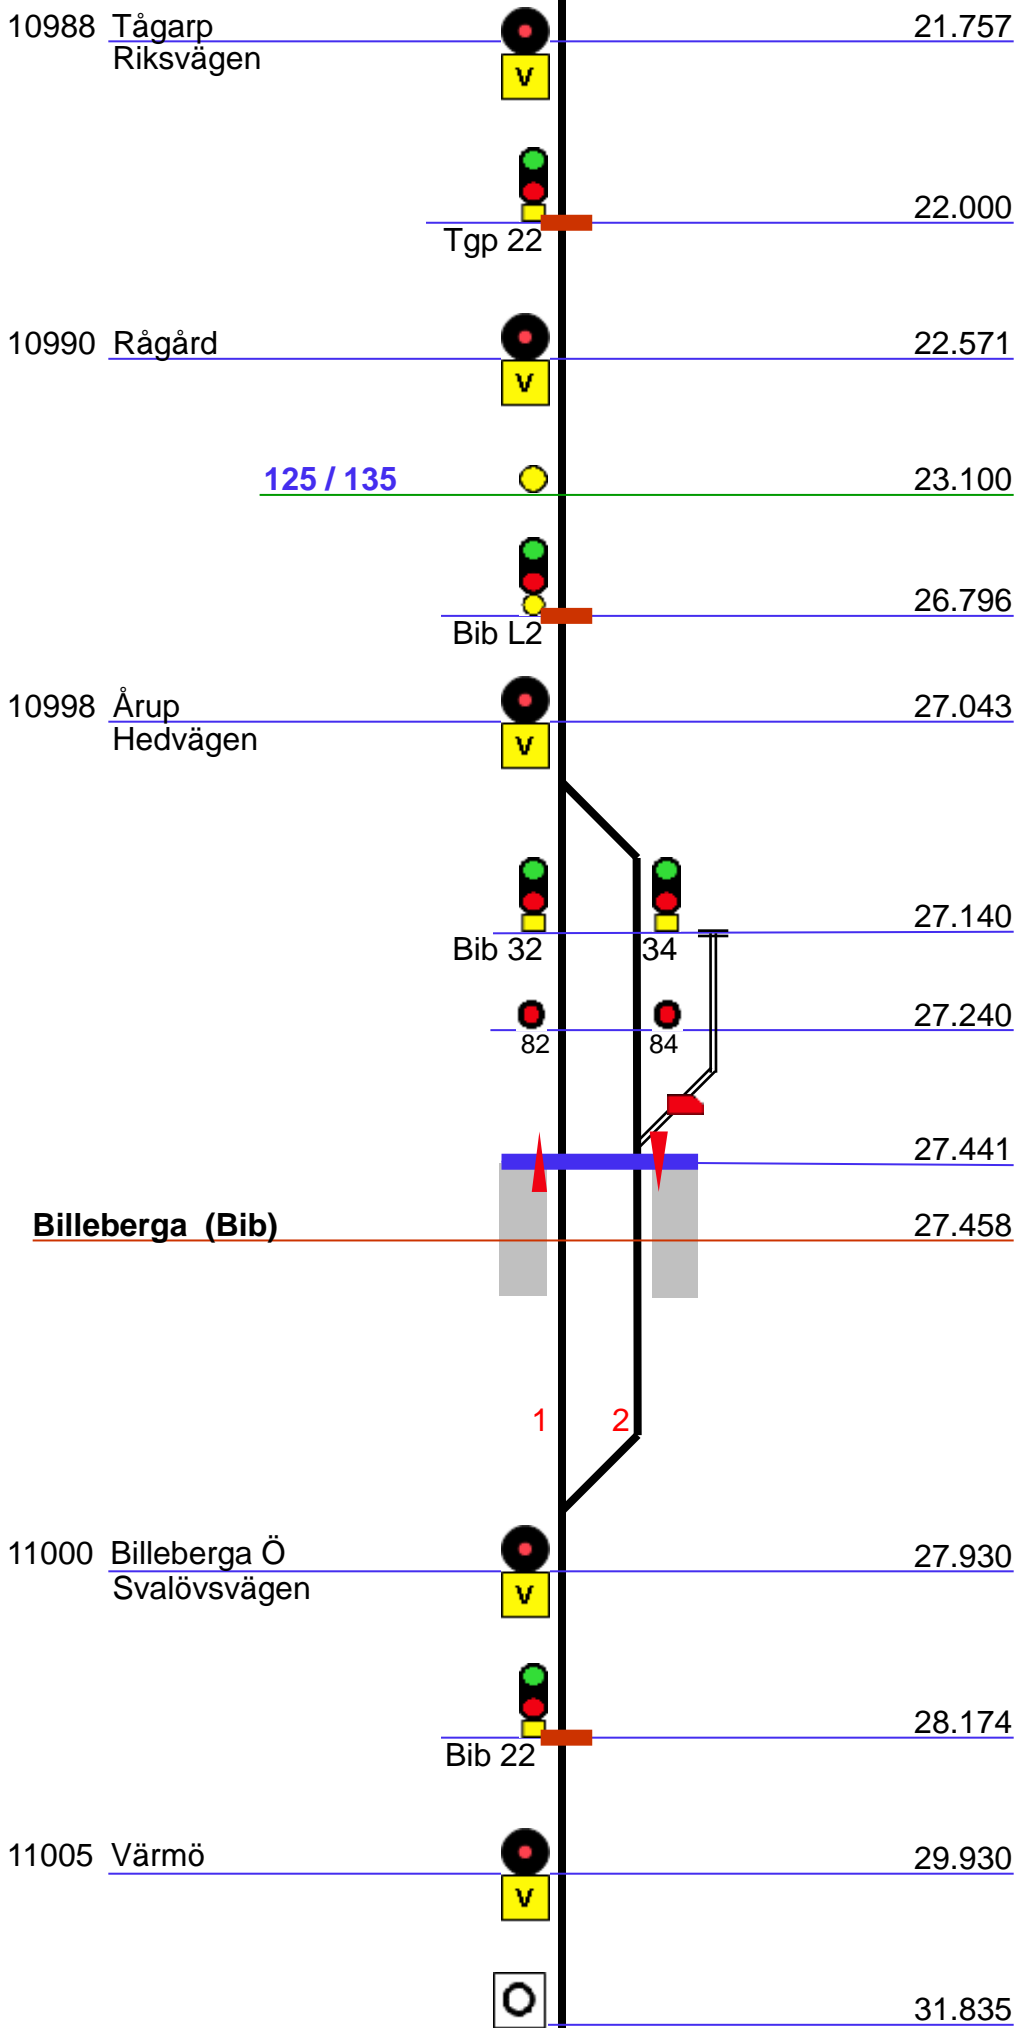 10988 Tågarp 21.757
Riksvägen
V
22.000
Tgp 22
10990 Rågård 22.571
V
125 / 135 23.100
26.796
Bib L2
10998 Årup 27.043
Hedvägen
V
27.140
Bib 32 34
27.240
82 84
27.441
Billeberga (Bib) 27.458
1 2
11000 Billeberga Ö 27.930
Svalövsvägen
V
28.174
Bib 22
11005 Värmö 29.930
V
O 31.835